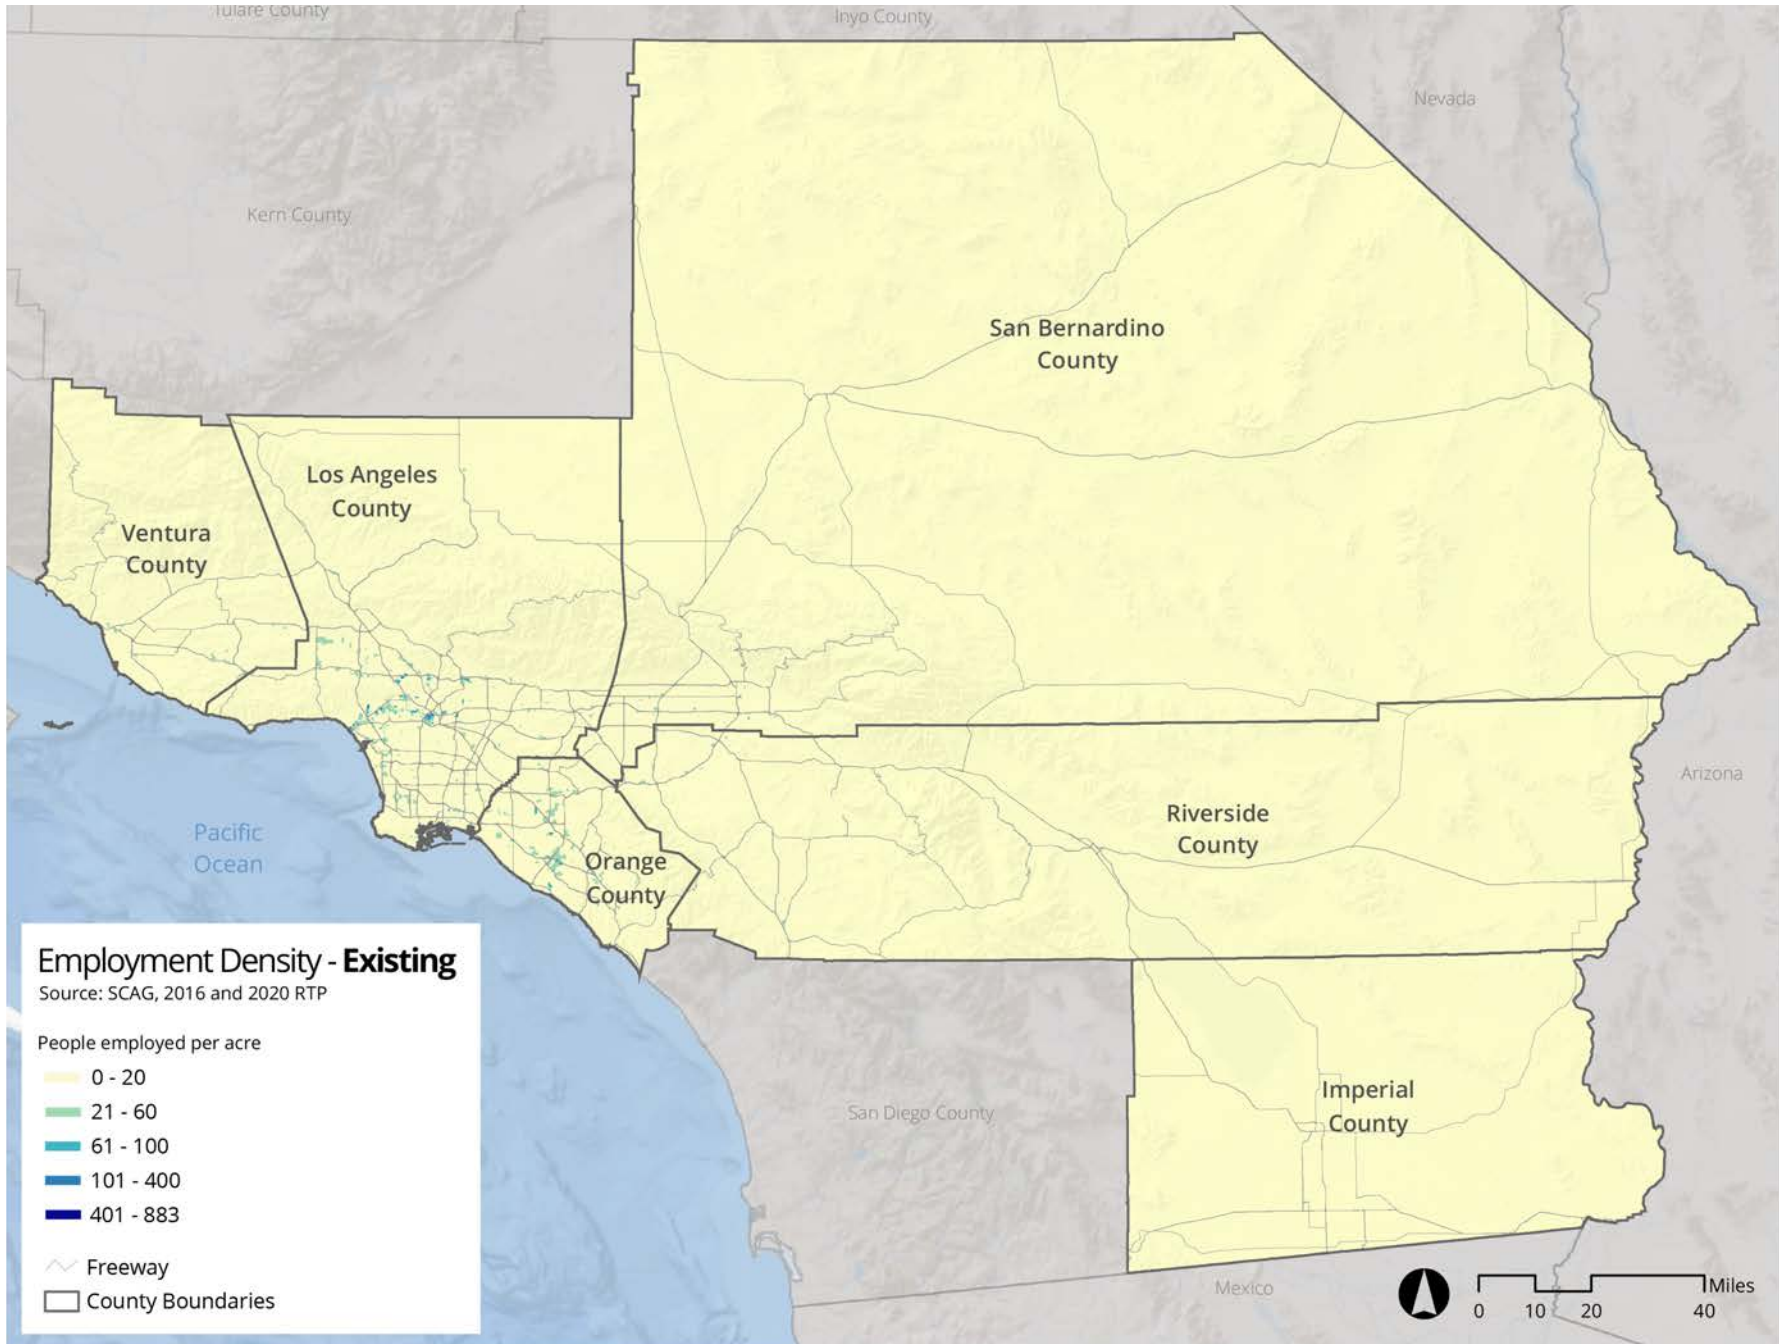 Tulare County
Inyo County
Nevada
Kern County
San Bernardino
County
Los Angeles
County
Ventura
County
Arizona
Riverside
County
Pacific
Ocean
Orange
County
Employment Density - Existing
Source: SCAG, 2016 and 2020 RTP
People employed per acre
0 - 20
21 - 60
61 - 100
101 - 400
401 - 883
Freeway
County Boundaries
San Diego County
Imperial
County
Mexico
Miles
0 10 20 40